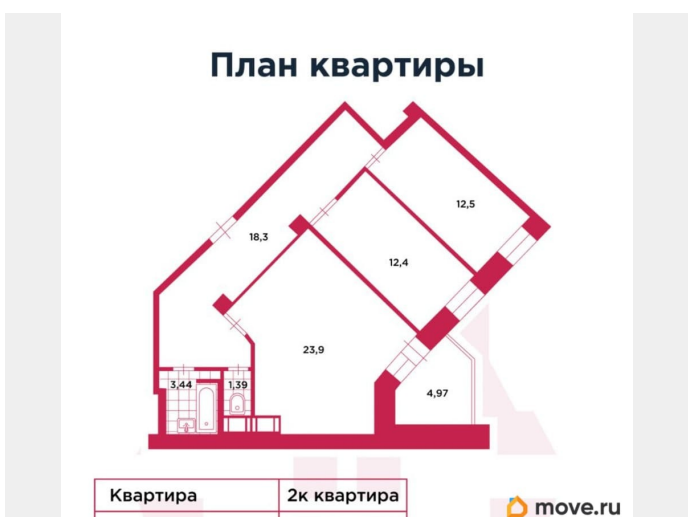 План квартиры
12,5
18,3
12,4
23,9
3,44
1,39
4,97
Квартира
2к квартира
move.ru